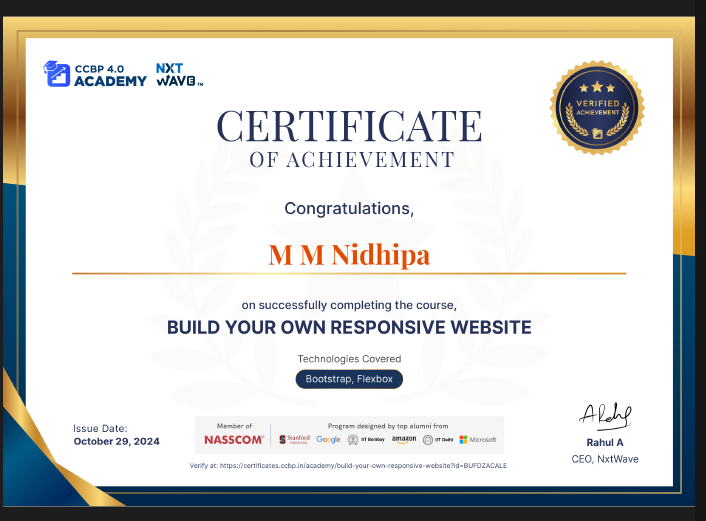 CCBP 4.0
ACADEMY
NXT
WAVE™
VERIFIED
ACHIEVEMENT
CERTIFICATE
OF ACHIEVEMENT
Congratulations,
M M Nidhipa
on successfully completing the course,
BUILD YOUR OWN RESPONSIVE WEBSITE
Technologies Covered
Bootstrap, Flexbox
Issue Date:
October 29, 2024
Member of
NASSCOM®
Program designed by top alumni from
Stanford University
Google
IIT Bombay
amazon
IIT Delhi
Microsoft
Verify at: https://certificates.ccbp.in/academy/build-your-own-responsive-website?id=BUFDZACALE
Rahul A
CEO, NxtWave